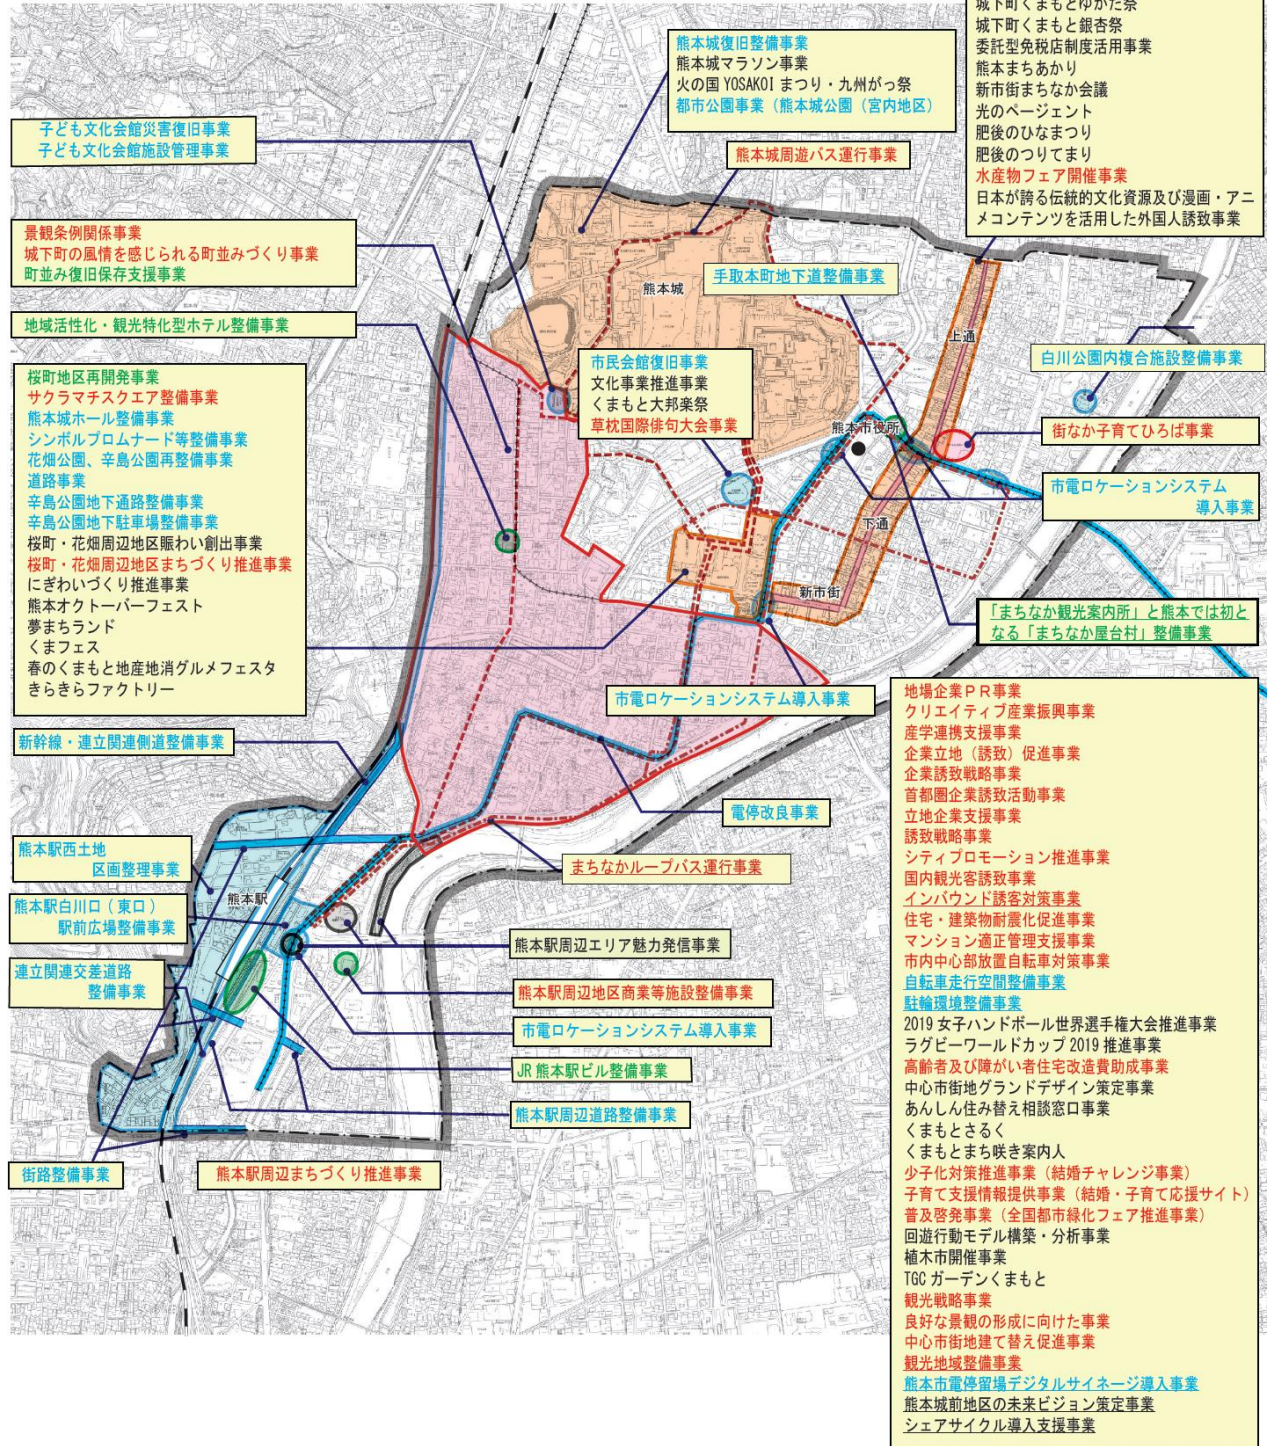 城下町くまもとゆかた祭
城下町くまもと銀杏祭
委託型免税店制度活用事業
熊本まちあかり
新市街まちなか会議
光のページェント
肥後のひなまつり
肥後のつりてまり
水産物フェア開催事業
日本が誇る伝統的文化資源及び漫画・アニ
メコンテンツを活用した外国人誘致事業
熊本城復旧整備事業
熊本城マラソン事業
火の国 YOSAKOI まつり・九州がっ祭
都市公園事業(熊本城公園(宮内地区)
子ども文化会館災害復旧事業
子ども文化会館施設管理事業
熊本城周遊バス運行事業
景観条例関係事業
城下町の風情を感じられる町並みづくり事業
町並み復旧保存支援事業
手取本町地下道整備事業
熊本城
地域活性化・観光特化型ホテル整備事業
上通
白川公園内複合施設整備事業
市民会館復旧事業
文化事業推進事業
くまもと大邦楽祭
草枕国際俳句大会事業
桜町地区再開発事業
サクラマチスクエア整備事業
熊本城ホール整備事業
シンボルプロムナード等整備事業
花畑公園、辛島公園再整備事業
道路事業
辛島公園地下通路整備事業
辛島公園地下駐車場整備事業
桜町・花畑周辺地区賑わい創出事業
桜町・花畑周辺地区まちづくり推進事業
にぎわいづくり推進事業
熊本オクトーバーフェスト
夢まちランド
くまフェス
春のくまもと地産地消グルメフェスタ
きらきらファクトリー
熊本市役所
街なか子育てひろば事業
市電ロケーションシステム
導入事業
下通
新市街
「まちなか観光案内所」と熊本では初と
なる「まちなか屋台村」整備事業
市電ロケーションシステム導入事業
新幹線・連立関連側道整備事業
電停改良事業
まちなかループバス運行事業
熊本駅西土地
区画整理事業
熊本駅
熊本駅白川口(東口)
駅前広場整備事業
熊本駅周辺エリア魅力発信事業
連立関連交差道路
整備事業
熊本駅周辺地区商業等施設整備事業
市電ロケーションシステム導入事業
JR 熊本駅ビル整備事業
熊本駅周辺道路整備事業
街路整備事業
熊本駅周辺まちづくり推進事業
地場企業PR事業
クリエイティブ産業振興事業
産学連携支援事業
企業立地(誘致)促進事業
企業誘致戦略事業
首都圏企業誘致活動事業
立地企業支援事業
誘致戦略事業
シティプロモーション推進事業
国内観光客誘致事業
インバウンド誘客対策事業
住宅・建築物耐震化促進事業
マンション適正管理支援事業
市内中心部放置自転車対策事業
自転車走行空間整備事業
駐輪環境整備事業
2019 女子ハンドボール世界選手権大会推進事業
ラグビーワールドカップ 2019 推進事業
高齢者及び障がい者住宅改造費助成事業
中心市街地グランドデザイン策定事業
あんしん住み替え相談窓口事業
くまもとさるく
くまもとまち咲き案内人
少子化対策推進事業(結婚チャレンジ事業)
子育て支援情報提供事業(結婚・子育て応援サイト)
普及啓発事業(全国都市緑化フェア推進事業)
回遊行動モデル構築・分析事業
植木市開催事業
TGC ガーデンくまもと
観光戦略事業
良好な景観の形成に向けた事業
中心市街地建て替え促進事業
観光地域整備事業
熊本市電停留場デジタルサイネージ導入事業
熊本城前地区の未来ビジョン策定事業
シェアサイクル導入支援事業